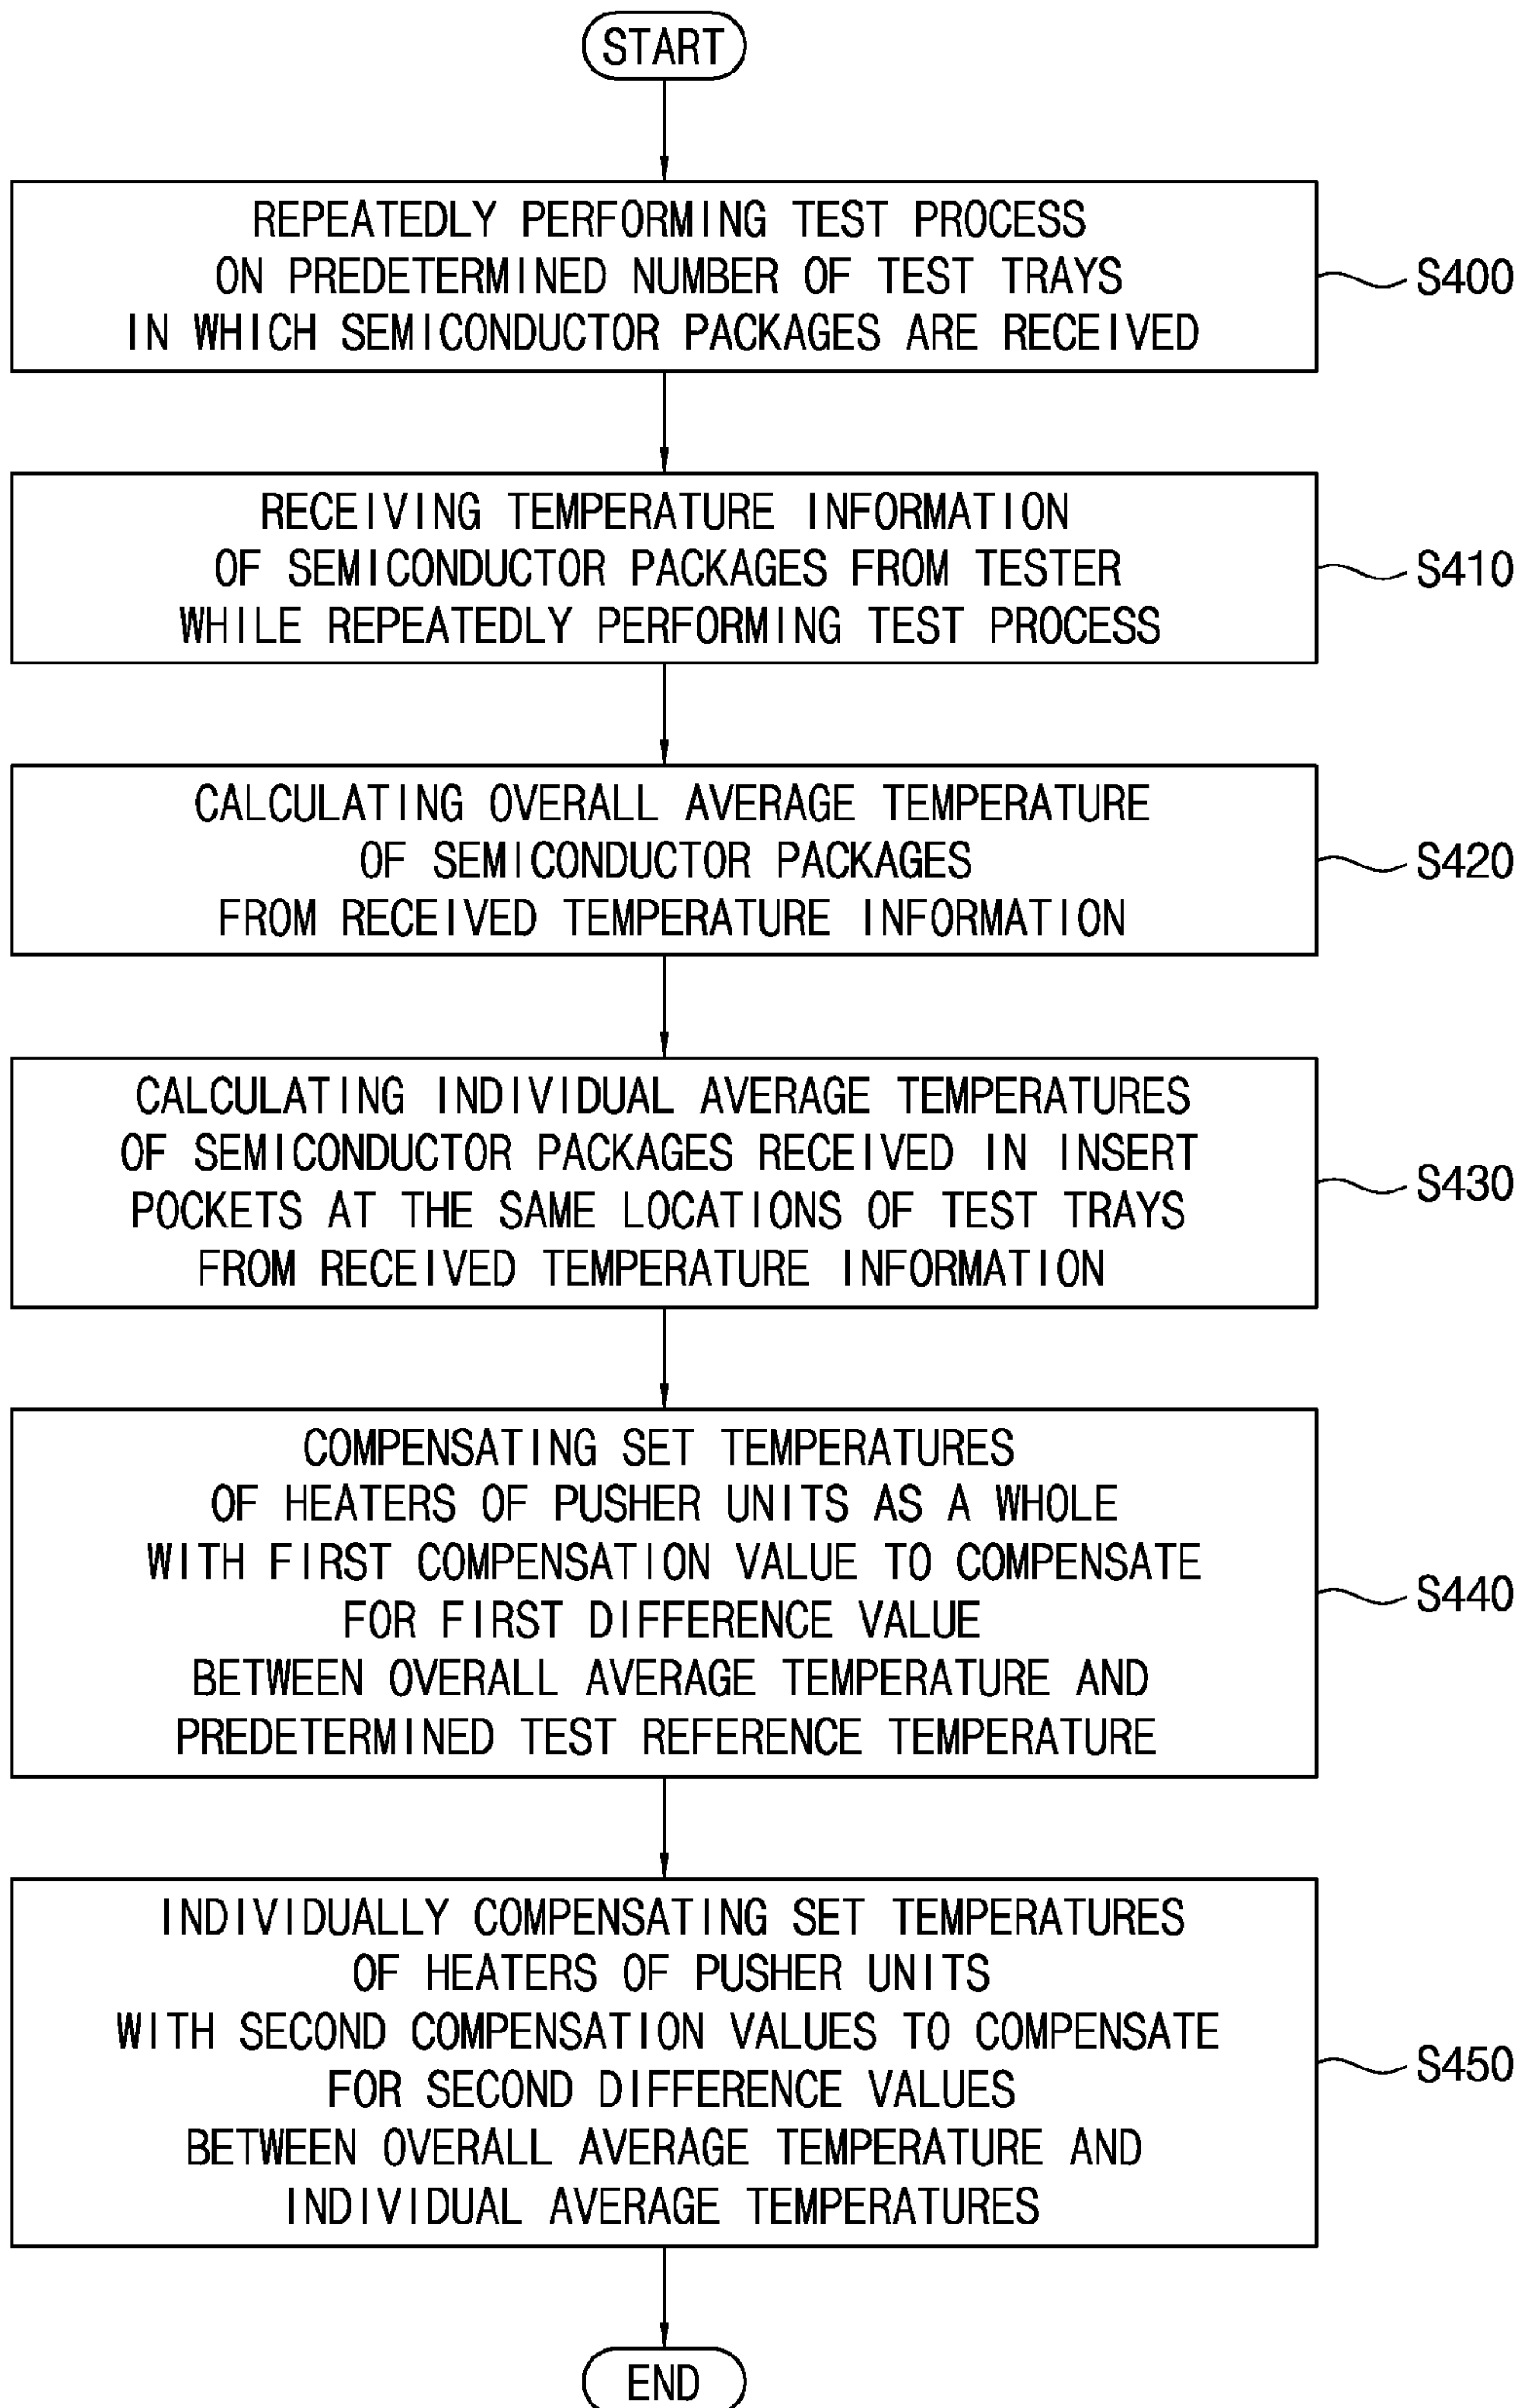 START
REPEATEDLY PERFORMING TEST PROCESS
ON PREDETERMINED NUMBER OF TEST TRAYS
IN WHICH SEMICONDUCTOR PACKAGES ARE RECEIVED
S400
RECEIVING TEMPERATURE INFORMATION
OF SEMICONDUCTOR PACKAGES FROM TESTER
WHILE REPEATEDLY PERFORMING TEST PROCESS
S410
CALCULATING OVERALL AVERAGE TEMPERATURE
OF SEMICONDUCTOR PACKAGES
FROM RECEIVED TEMPERATURE INFORMATION
S420
CALCULATING INDIVIDUAL AVERAGE TEMPERATURES
OF SEMICONDUCTOR PACKAGES RECEIVED IN INSERT
POCKETS AT THE SAME LOCATIONS OF TEST TRAYS
FROM RECEIVED TEMPERATURE INFORMATION
S430
COMPENSATING SET TEMPERATURES
OF HEATERS OF PUSHER UNITS AS A WHOLE
WITH FIRST COMPENSATION VALUE TO COMPENSATE
FOR FIRST DIFFERENCE VALUE
BETWEEN OVERALL AVERAGE TEMPERATURE AND
PREDETERMINED TEST REFERENCE TEMPERATURE
S440
INDIVIDUALLY COMPENSATING SET TEMPERATURES
OF HEATERS OF PUSHER UNITS
WITH SECOND COMPENSATION VALUES TO COMPENSATE
FOR SECOND DIFFERENCE VALUES
BETWEEN OVERALL AVERAGE TEMPERATURE AND
INDIVIDUAL AVERAGE TEMPERATURES
S450
END